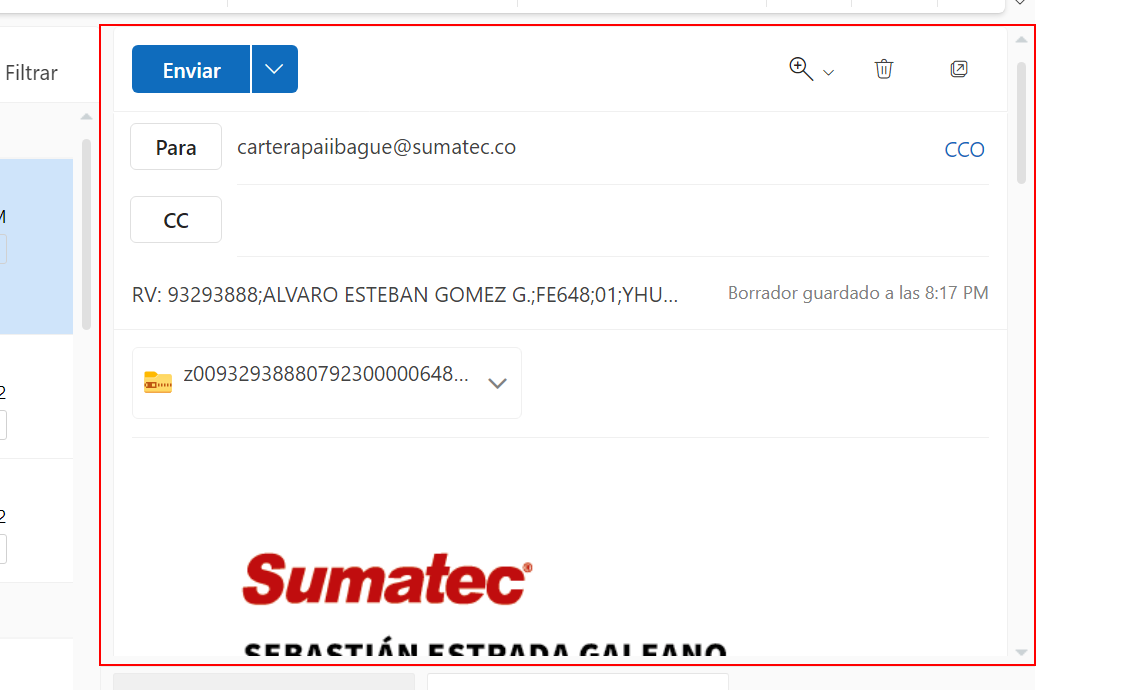 Filtrar
Enviar
Para
carterapaiibague@sumatec.co
CCO
M
CC
RV: 93293888;ALVARO ESTEBAN GOMEZ G.;FE648;01;YHU...
Borrador guardado a las 8:17 PM
z00932938880792300000648...
2
2
Sumatec®
SEBASTIÁN ESTRADA GALEANO